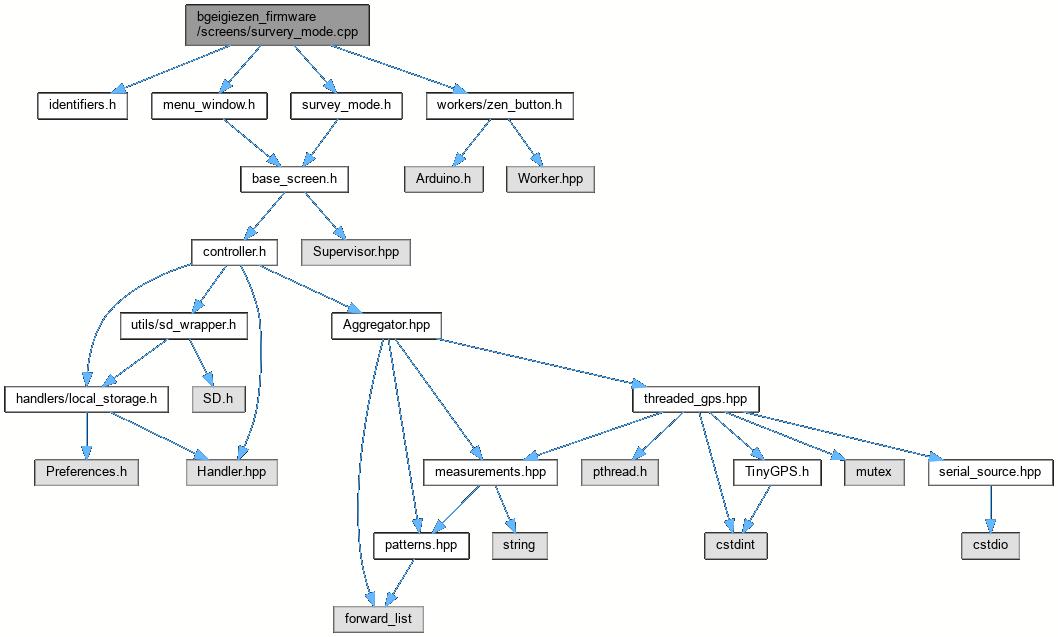 bgeigiezen_firmware
/screens/survery_mode.cpp
identifiers.h
menu_window.h
survey_mode.h
workers/zen_button.h
base_screen.h
Arduino.h
Worker.hpp
controller.h
Supervisor.hpp
utils/sd_wrapper.h
Aggregator.hpp
handlers/local_storage.h
SD.h
threaded_gps.hpp
Preferences.h
Handler.hpp
measurements.hpp
pthread.h
TinyGPS.h
mutex
serial_source.hpp
patterns.hpp
string
cstdint
cstdio
forward_list